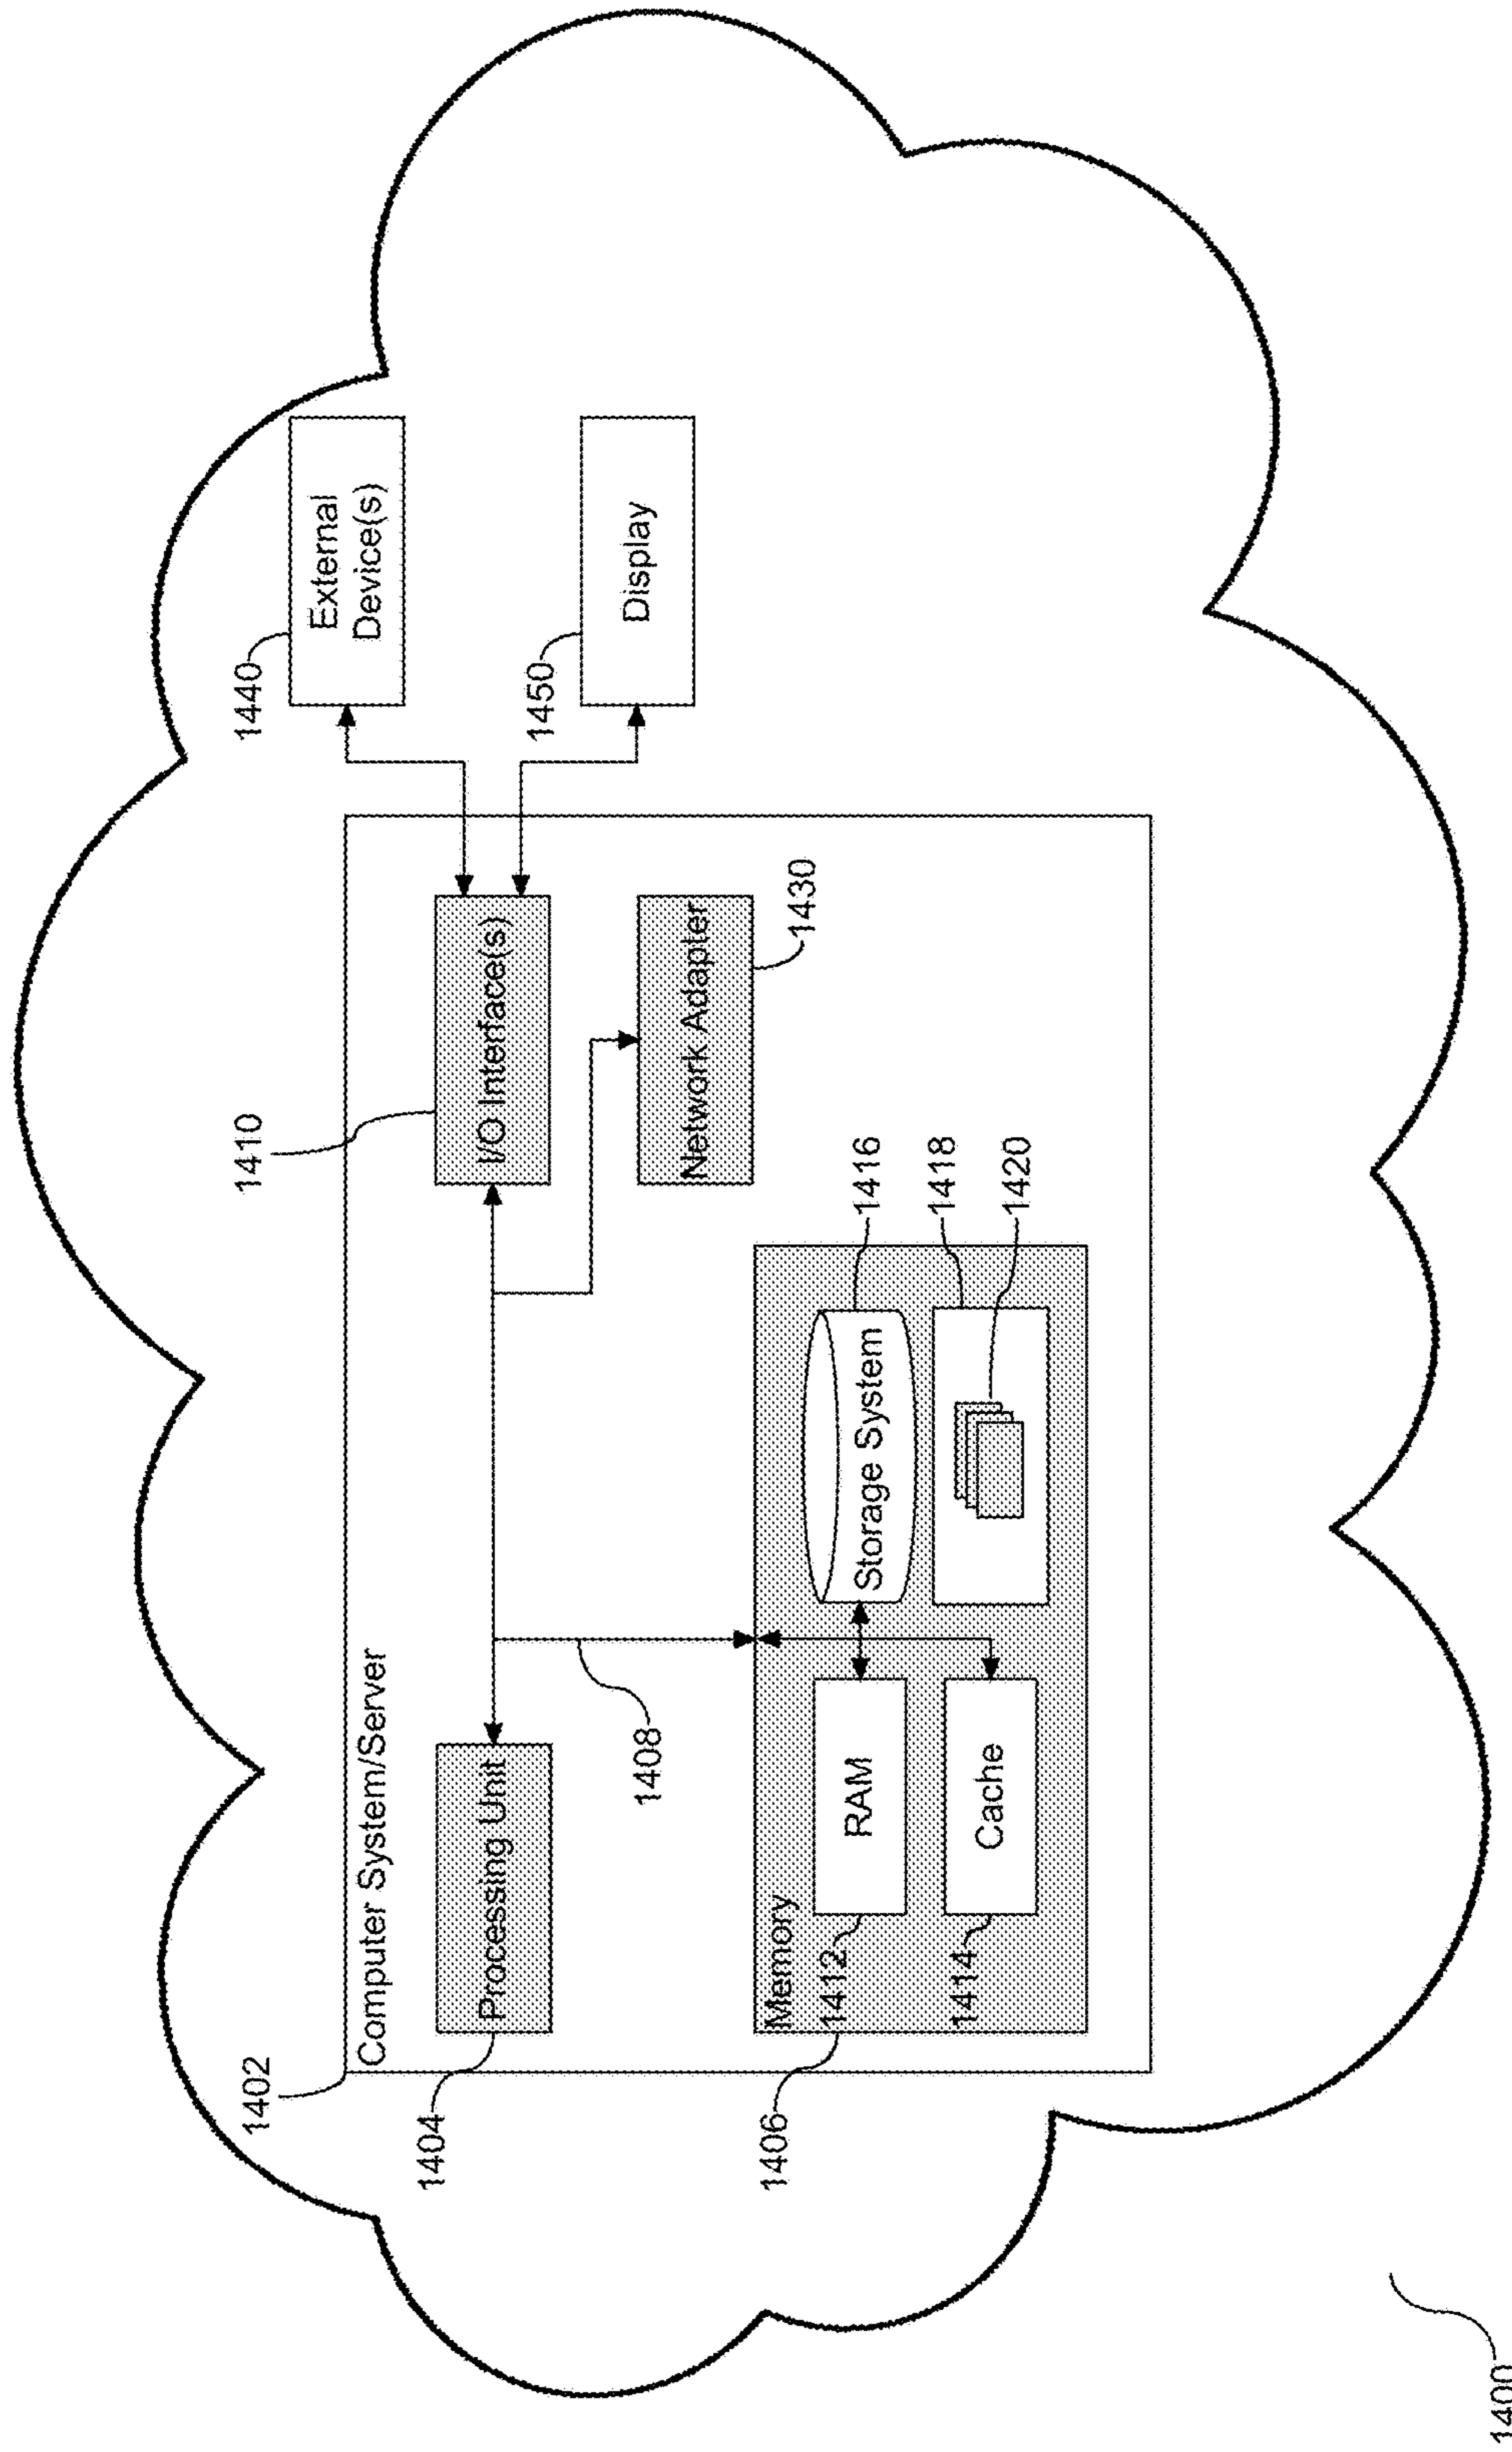 1402
Computer System/Server
1404
Processing Unit
1410
I/O Interface(s)
1440
External
Device(s)
1450
Display
1408
Network Adapter
1430
1406
Memory
1412
RAM
1414
Cache
Storage System
1416
1418
1420
1400